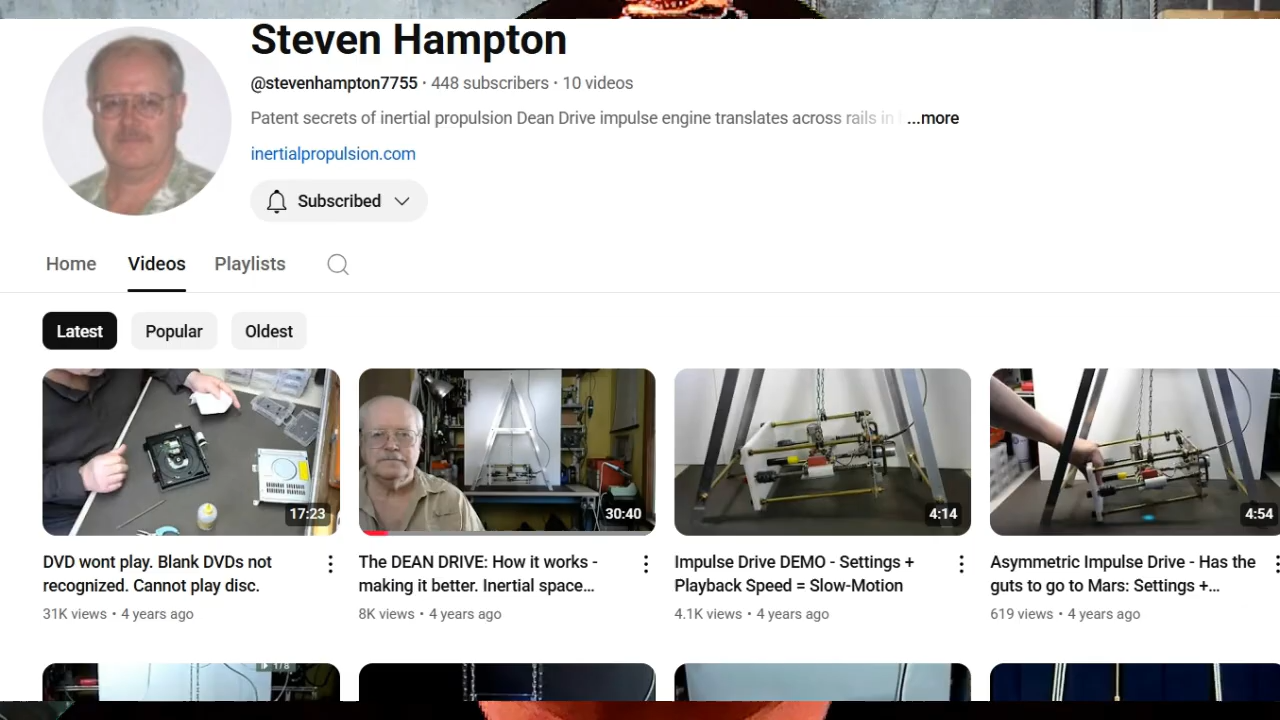 Steven Hampton
@stevenhampton7755 · 448 subscribers · 10 videos
Patent secrets of inertial propulsion Dean Drive impulse engine translates across rails in ...more
inertialpropulsion.com
Subscribed
Home Videos Playlists
Latest Popular Oldest
17:23 30:40 4:14 4:54
DVD wont play. Blank DVDs not
recognized. Cannot play disc.
31K views • 4 years ago
The DEAN DRIVE: How it works -
making it better. Inertial space...
8K views • 4 years ago
Impulse Drive DEMO - Settings +
Playback Speed = Slow-Motion
4.1K views • 4 years ago
Asymmetric Impulse Drive - Has the
guts to go to Mars: Settings +...
619 views • 4 years ago